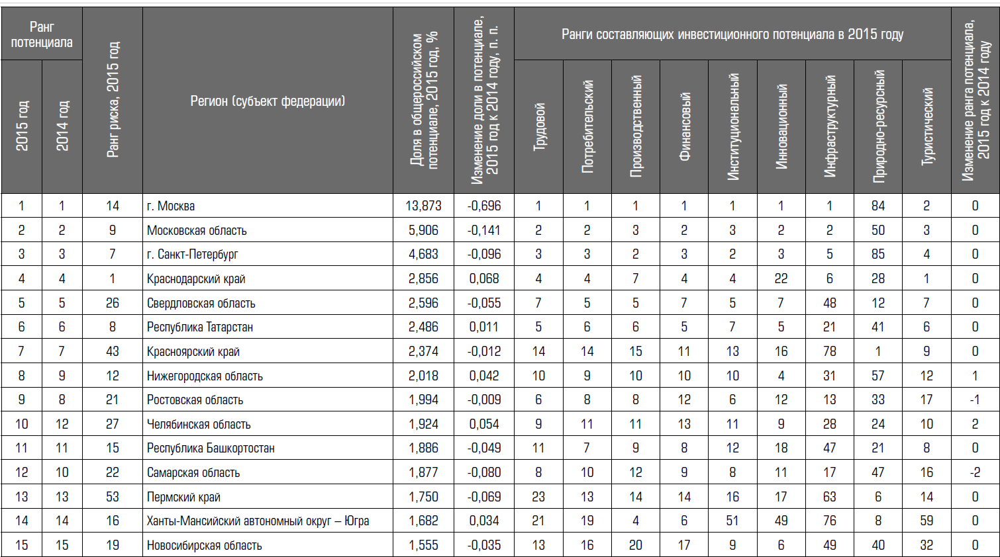 Ранг потенциала
2015 год
2014 год
Ранг риска, 2015 год
Регион (субъект федерации)
Доля в общероссийском
потенциале, 2015 год, %
Изменение доли в потенциале,
2015 год к 2014 году, п. п.
Ранги составляющих инвестиционного потенциала в 2015 году
Трудовой
Потребительский
Производственный
Финансовый
Институциональный
Инновационный
Инфраструктурный
Природно-ресурсный
Туристический
Изменение ранга потенциала,
2015 год к 2014 году
1 1 14 г. Москва 13,873 -0,696 1 1 1 1 1 1 1 84 2 0
2 2 9 Московская область 5,906 -0,141 2 2 3 2 3 2 2 50 3 0
3 3 7 г. Санкт-Петербург 4,683 -0,096 3 3 2 3 2 3 5 85 4 0
4 4 1 Краснодарский край 2,856 0,068 4 4 7 4 4 22 6 28 1 0
5 5 26 Свердловская область 2,596 -0,055 7 5 5 7 5 7 48 12 7 0
6 6 8 Республика Татарстан 2,486 0,011 5 6 6 5 7 5 21 41 6 0
7 7 43 Красноярский край 2,374 -0,012 14 14 15 11 13 16 78 1 9 0
8 9 12 Нижегородская область 2,018 0,042 10 9 10 10 10 4 31 57 12 1
9 8 21 Ростовская область 1,994 -0,009 6 8 8 12 6 12 13 33 17 -1
10 12 27 Челябинская область 1,924 0,054 9 11 11 13 11 9 28 24 10 2
11 11 15 Республика Башкортостан 1,886 -0,049 11 7 9 8 12 18 47 21 8 0
12 10 22 Самарская область 1,877 -0,080 8 10 12 9 8 11 17 47 16 -2
13 13 53 Пермский край 1,750 -0,069 23 13 14 14 16 17 63 6 14 0
14 14 16 Ханты-Мансийский автономный округ – Югра 1,682 0,034 21 19 4 6 51 49 76 8 59 0
15 15 19 Новосибирская область 1,555 -0,035 13 16 20 17 9 6 49 40 32 0